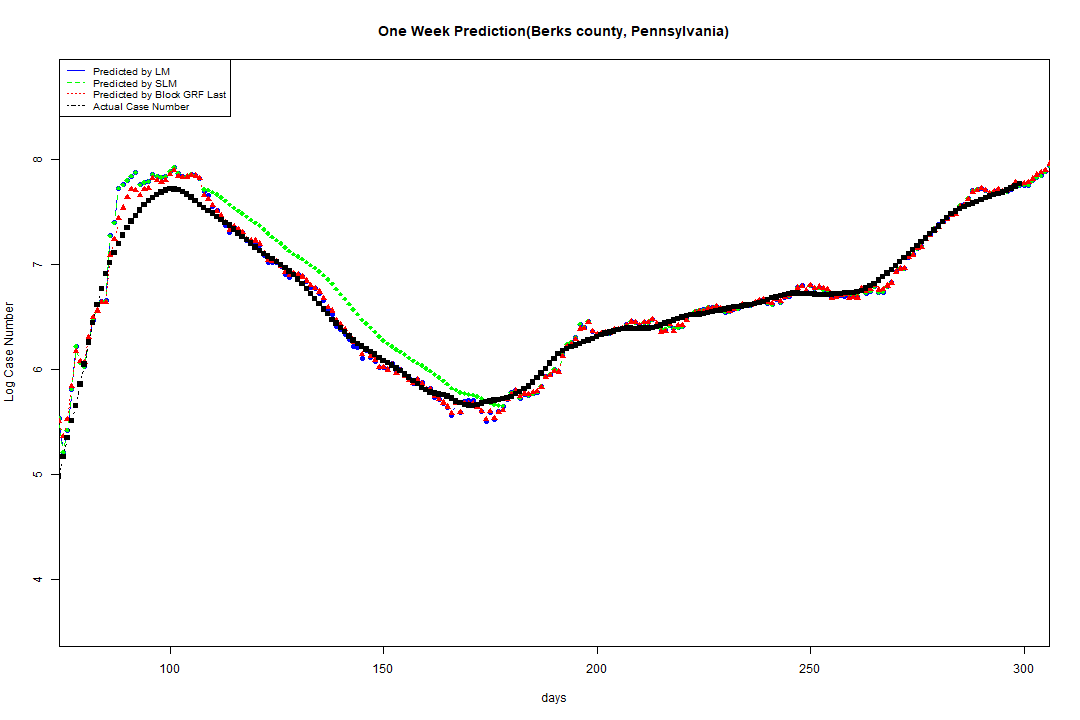 One Week Prediction(Berks county, Pennsylvania)
Predicted by LM
Predicted by SLM
Predicted by Block GRF Last
Actual Case Number
8
7
6
5
4
Log Case Number
100 150 200 250 300
days